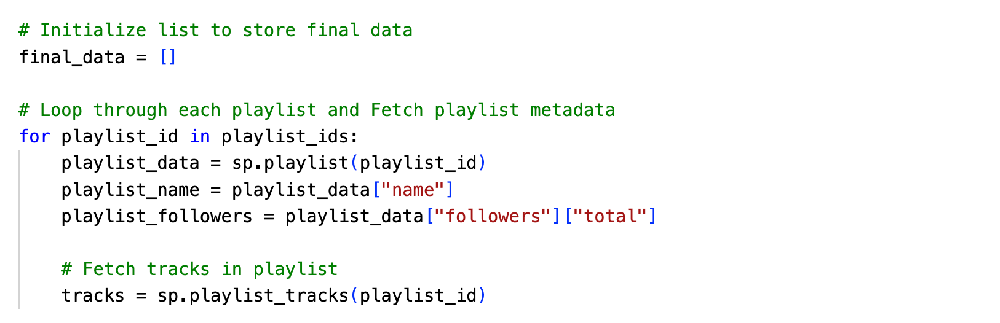 # Initialize list to store final data
final_data = []
# Loop through each playlist and Fetch playlist metadata
for playlist_id in playlist_ids:
    playlist_data = sp.playlist(playlist_id)
    playlist_name = playlist_data["name"]
    playlist_followers = playlist_data["followers"]["total"]
    # Fetch tracks in playlist
    tracks = sp.playlist_tracks(playlist_id)